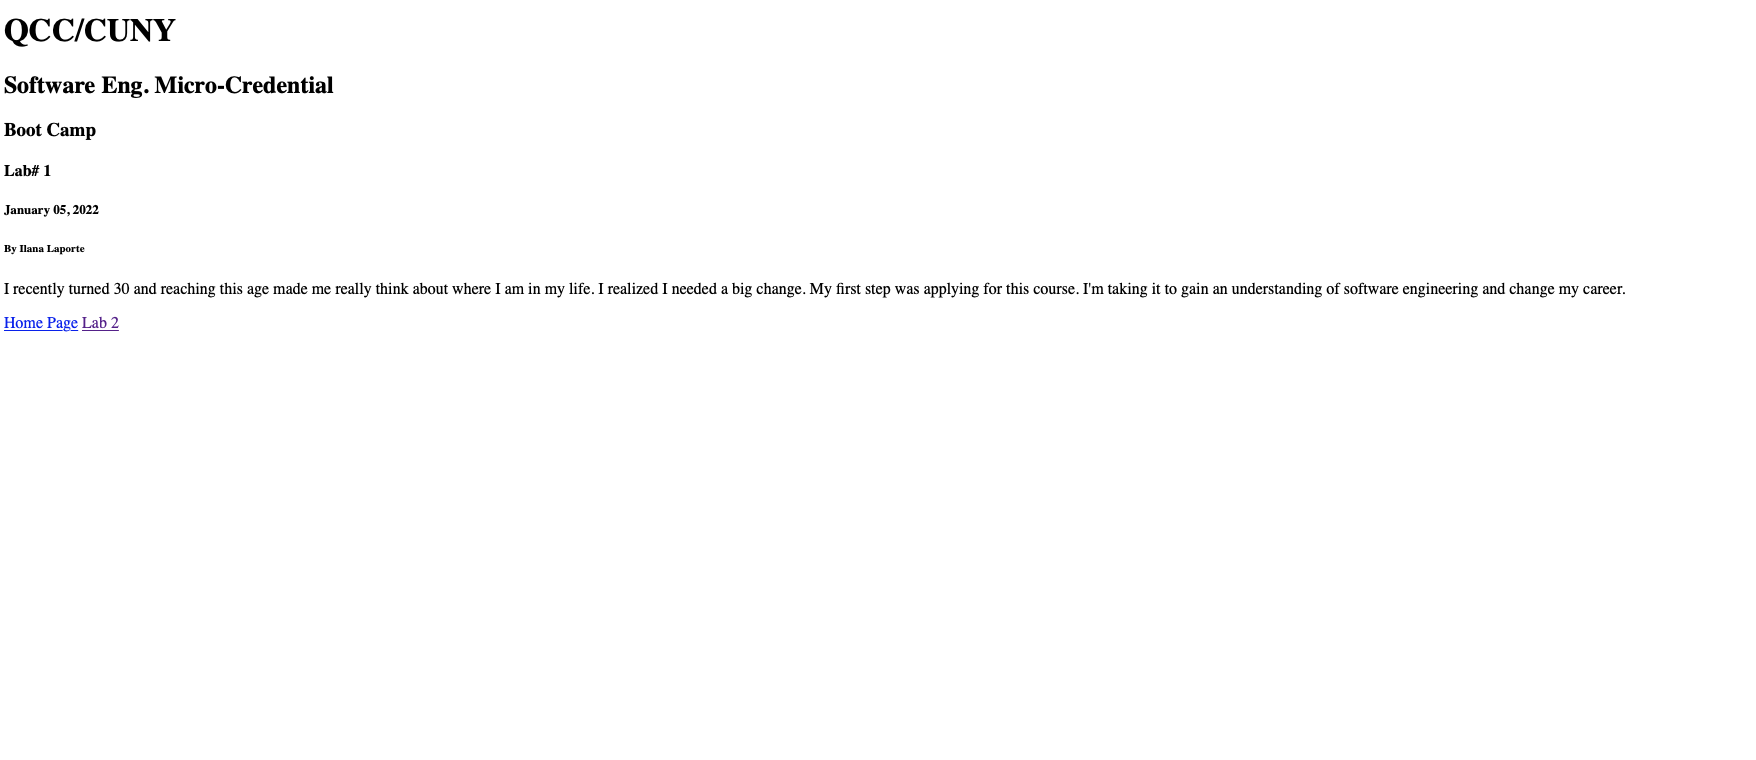 QCC/CUNY
Software Eng. Micro-Credential
Boot Camp
Lab# 1
January 05, 2022
By Ilana Laporte
I recently turned 30 and reaching this age made me really think about where I am in my life. I realized I needed a big change. My first step was applying for this course. I'm taking it to gain an understanding of software engineering and change my career.
Home Page Lab 2